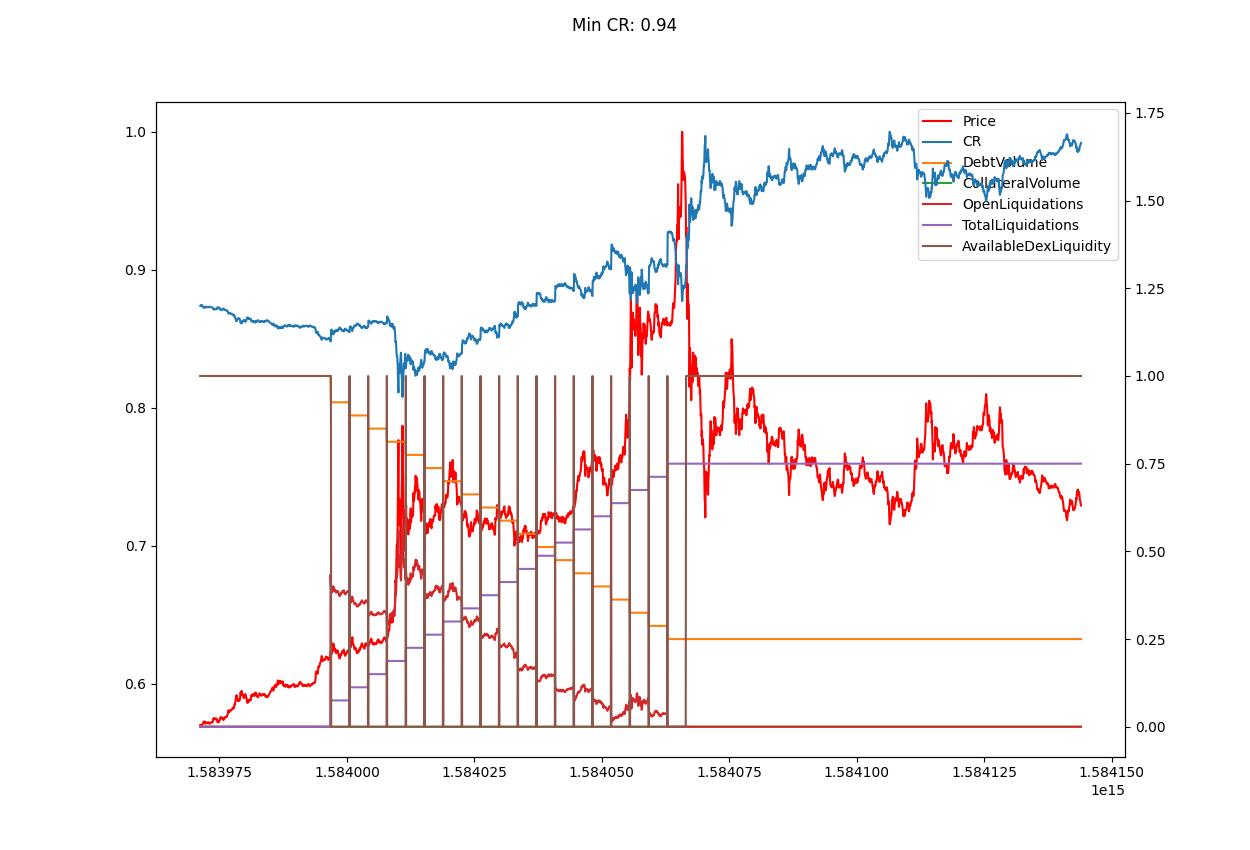 Min CR: 0.94
1.0
0.9
0.8
0.7
0.6
1.75
1.50
1.25
1.00
0.75
0.50
0.25
0.00
Price
CR
DebtVolume
CollateralVolume
OpenLiquidations
TotalLiquidations
AvailableDexLiquidity
1.583975 1.584000 1.584025 1.584050 1.584075 1.584100 1.584125 1.584150
1e15